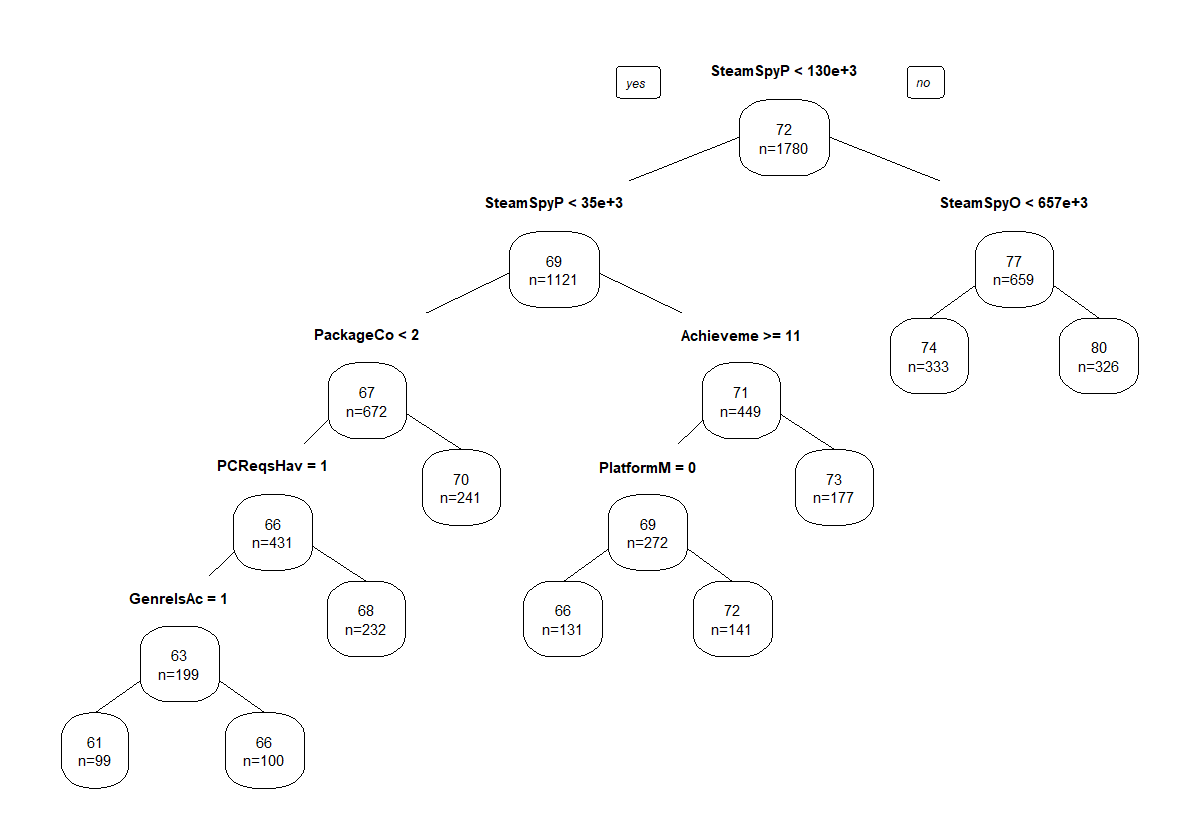 SteamSpyP < 130e+3
yes
no
72
n=1780
SteamSpyP < 35e+3
SteamSpyO < 657e+3
69
n=1121
77
n=659
PackageCo < 2
Achieveme >= 11
74
n=333
80
n=326
67
n=672
71
n=449
PCReqsHav = 1
PlatformM = 0
70
n=241
73
n=177
66
n=431
69
n=272
GenreIsAc = 1
68
n=232
66
n=131
72
n=141
63
n=199
61
n=99
66
n=100